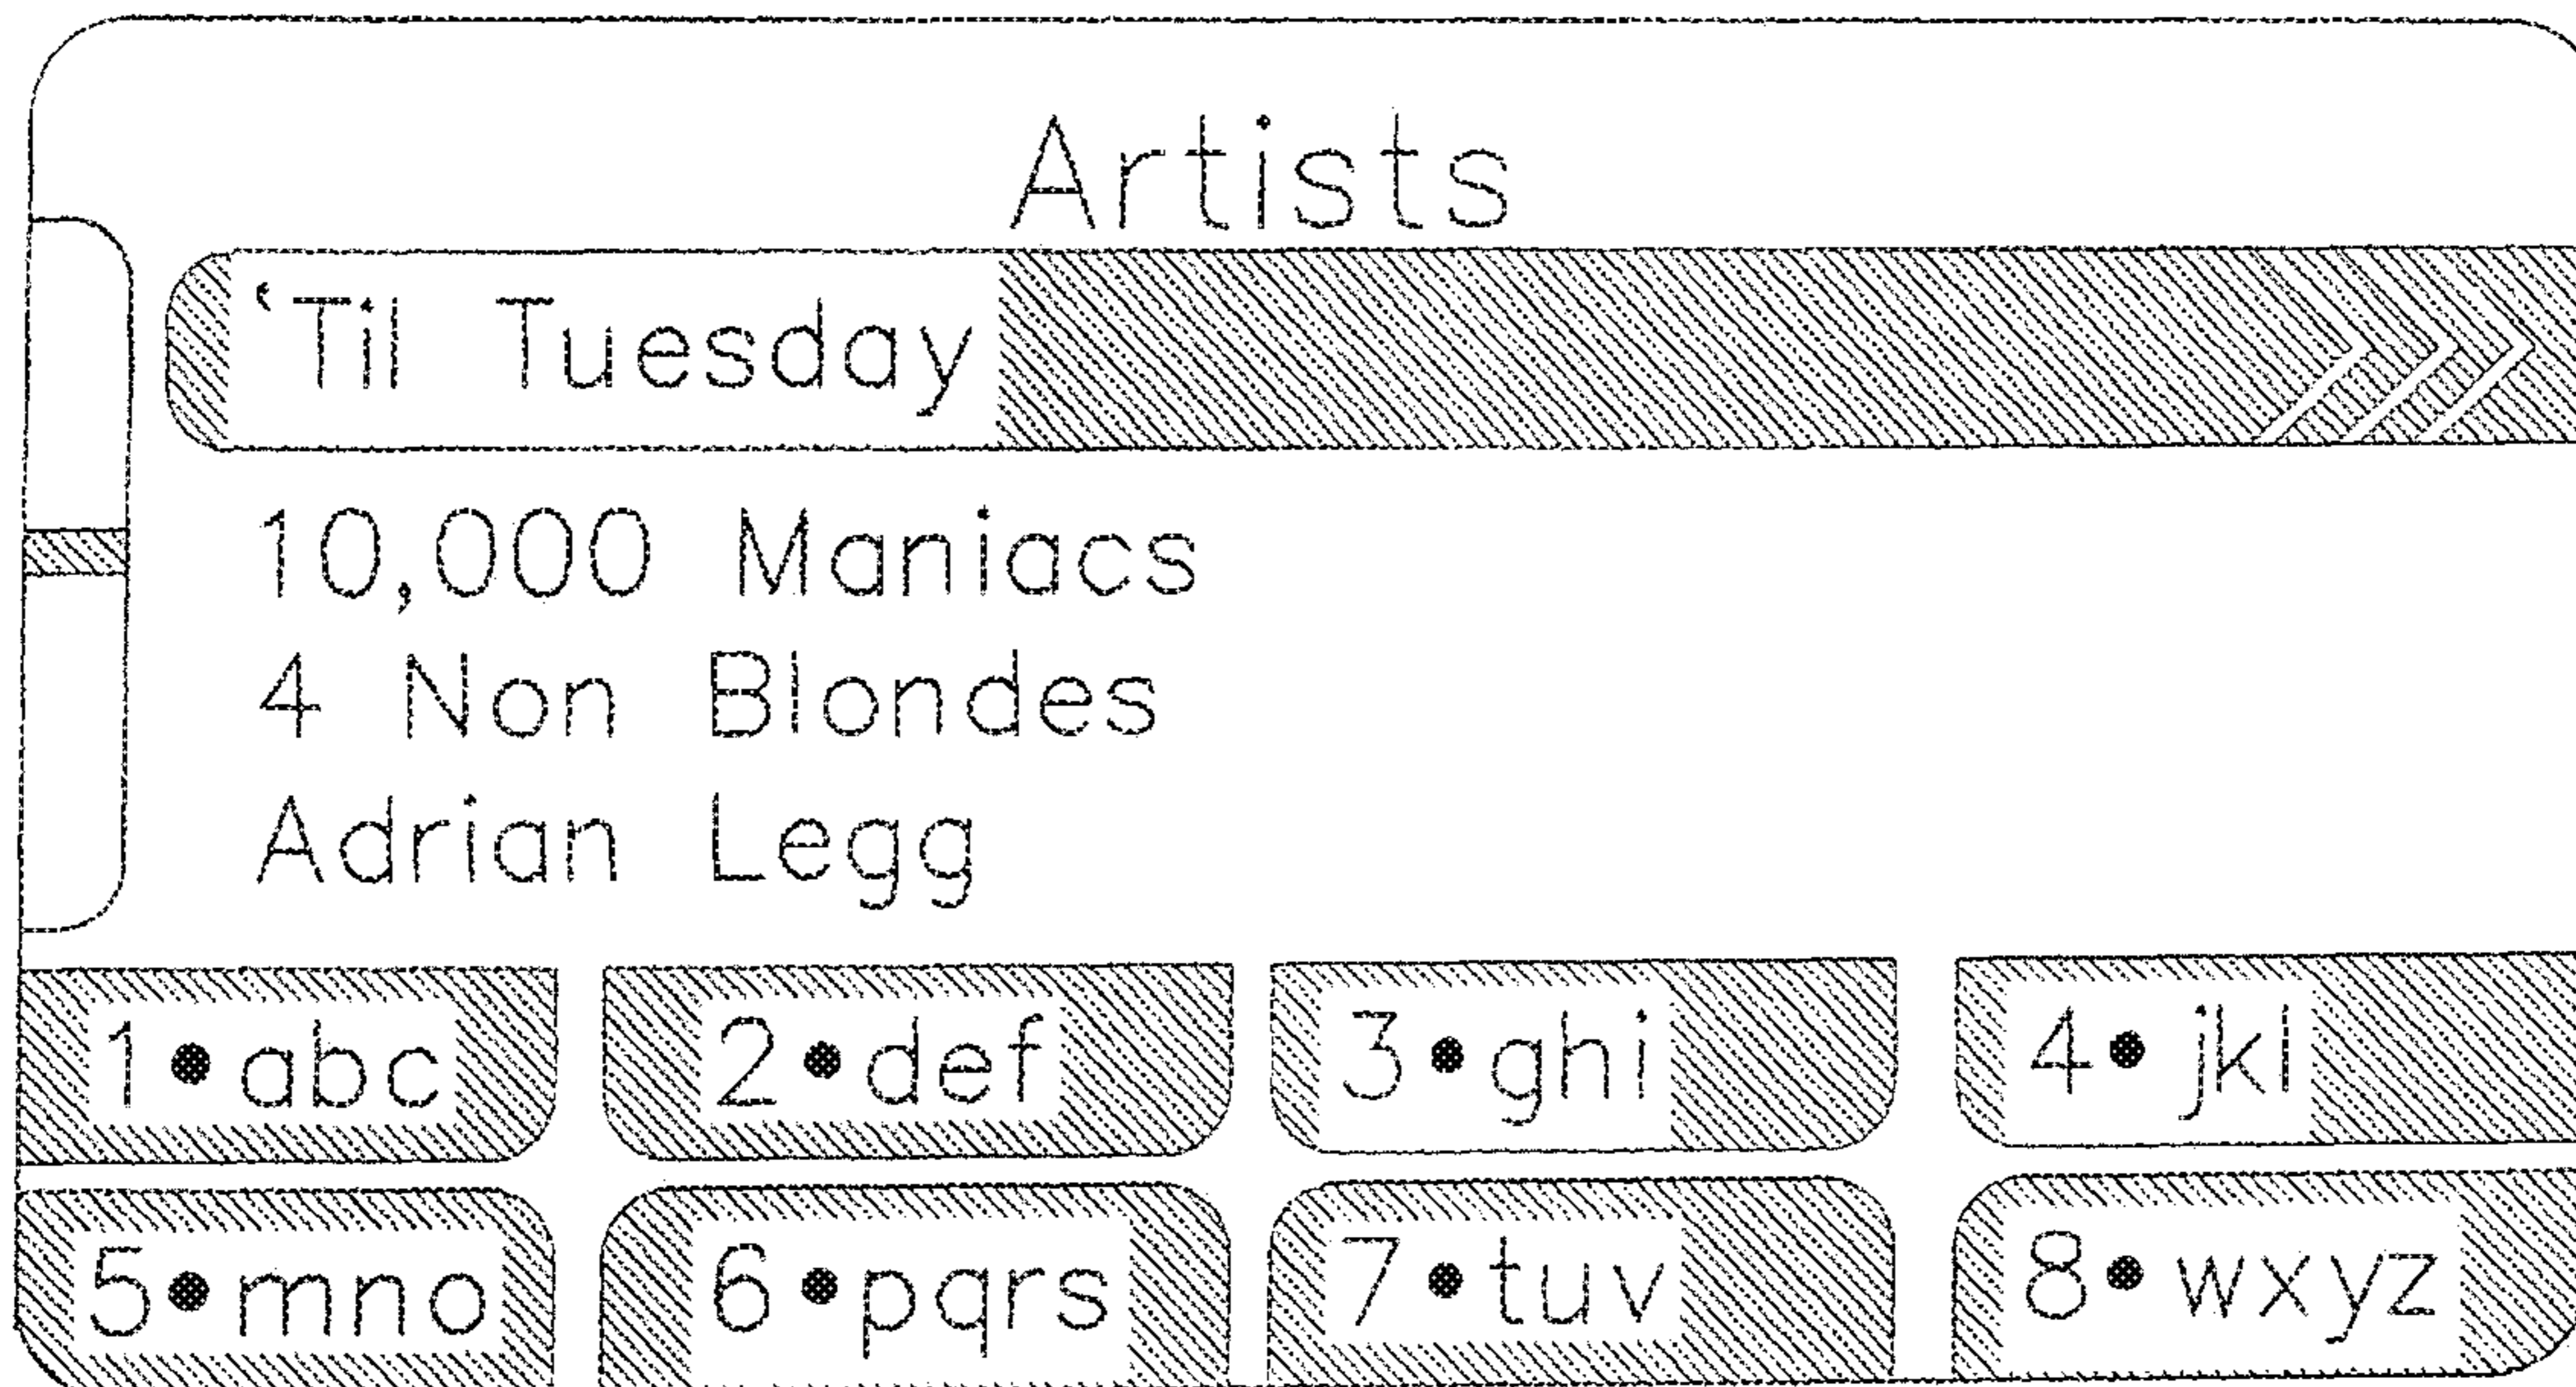 Artists
‘Til Tuesday
10,000 Maniacs
4 Non Blondes
Adrian Legg
1•abc 2•def 3•ghi 4•jkl
5•mno 6•pqrs 7•tuv 8•wxyz